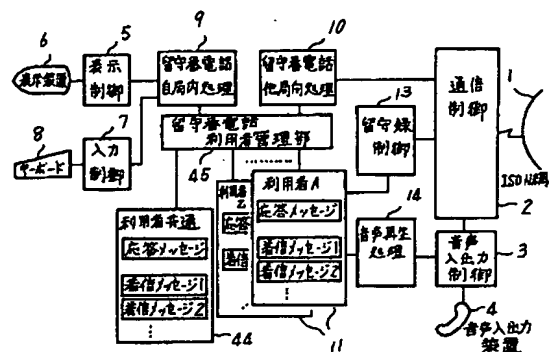 6
表示装置
5
表示
制御
9
留守番電話
自局内処理
10
留守番電話
他局向処理
通信
制御
1
ISDN回線
2
8
キーボード
7
入力
制御
留守番電話
利用者管理部
45
13
留守録
制御
14
音声再生
処理
音声
入出力
制御
3
4
音声入出力
装置
利用者共通
応答メッセージ
着信メッセージ1
着信メッセージ2
44
利用者Z
応答
着信
利用者A
応答メッセージ
着信メッセージ1
着信メッセージ2
11